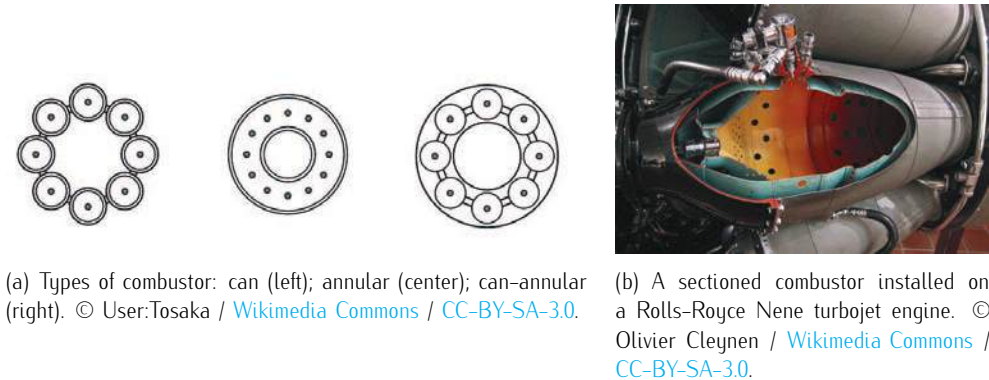 (a) Types of combustor: can (left); annular (center); can–annular
(right). © User:Tosaka / Wikimedia Commons / CC–BY–SA–3.0.
(b) A sectioned combustor installed on
a Rolls–Royce Nene turbojet engine. ©
Olivier Cleynen / Wikimedia Commons /
CC–BY–SA–3.0.